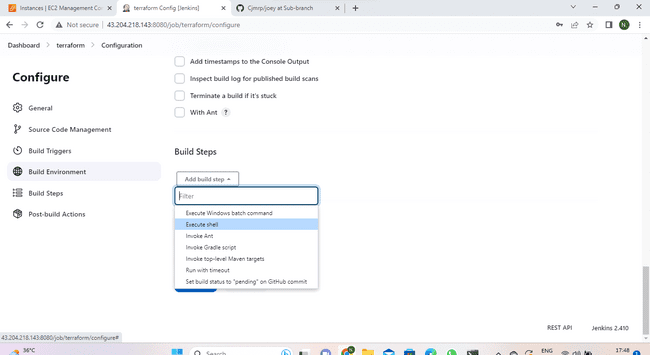 Instances | EC2 Management Co
terraform Config [Jenkins]
Cjmrp/joey at Sub-branch
Not secure | 43.204.218.143:8080/job/terraform/configure
N
Dashboard > terraform > Configuration
Configure
General
Source Code Management
Build Triggers
Build Environment
Build Steps
Post-build Actions
Add timestamps to the Console Output
Inspect build log for published build scans
Terminate a build if it's stuck
With Ant ?
Build Steps
Add build step
Filter
Execute Windows batch command
Execute shell
Invoke Ant
Invoke Gradle script
Invoke top-level Maven targets
Run with timeout
Set build status to "pending" on GitHub commit
REST API
Jenkins 2.410
43.204.218.143:8080/job/terraform/configure#
36°C
Search
ENG
17:48